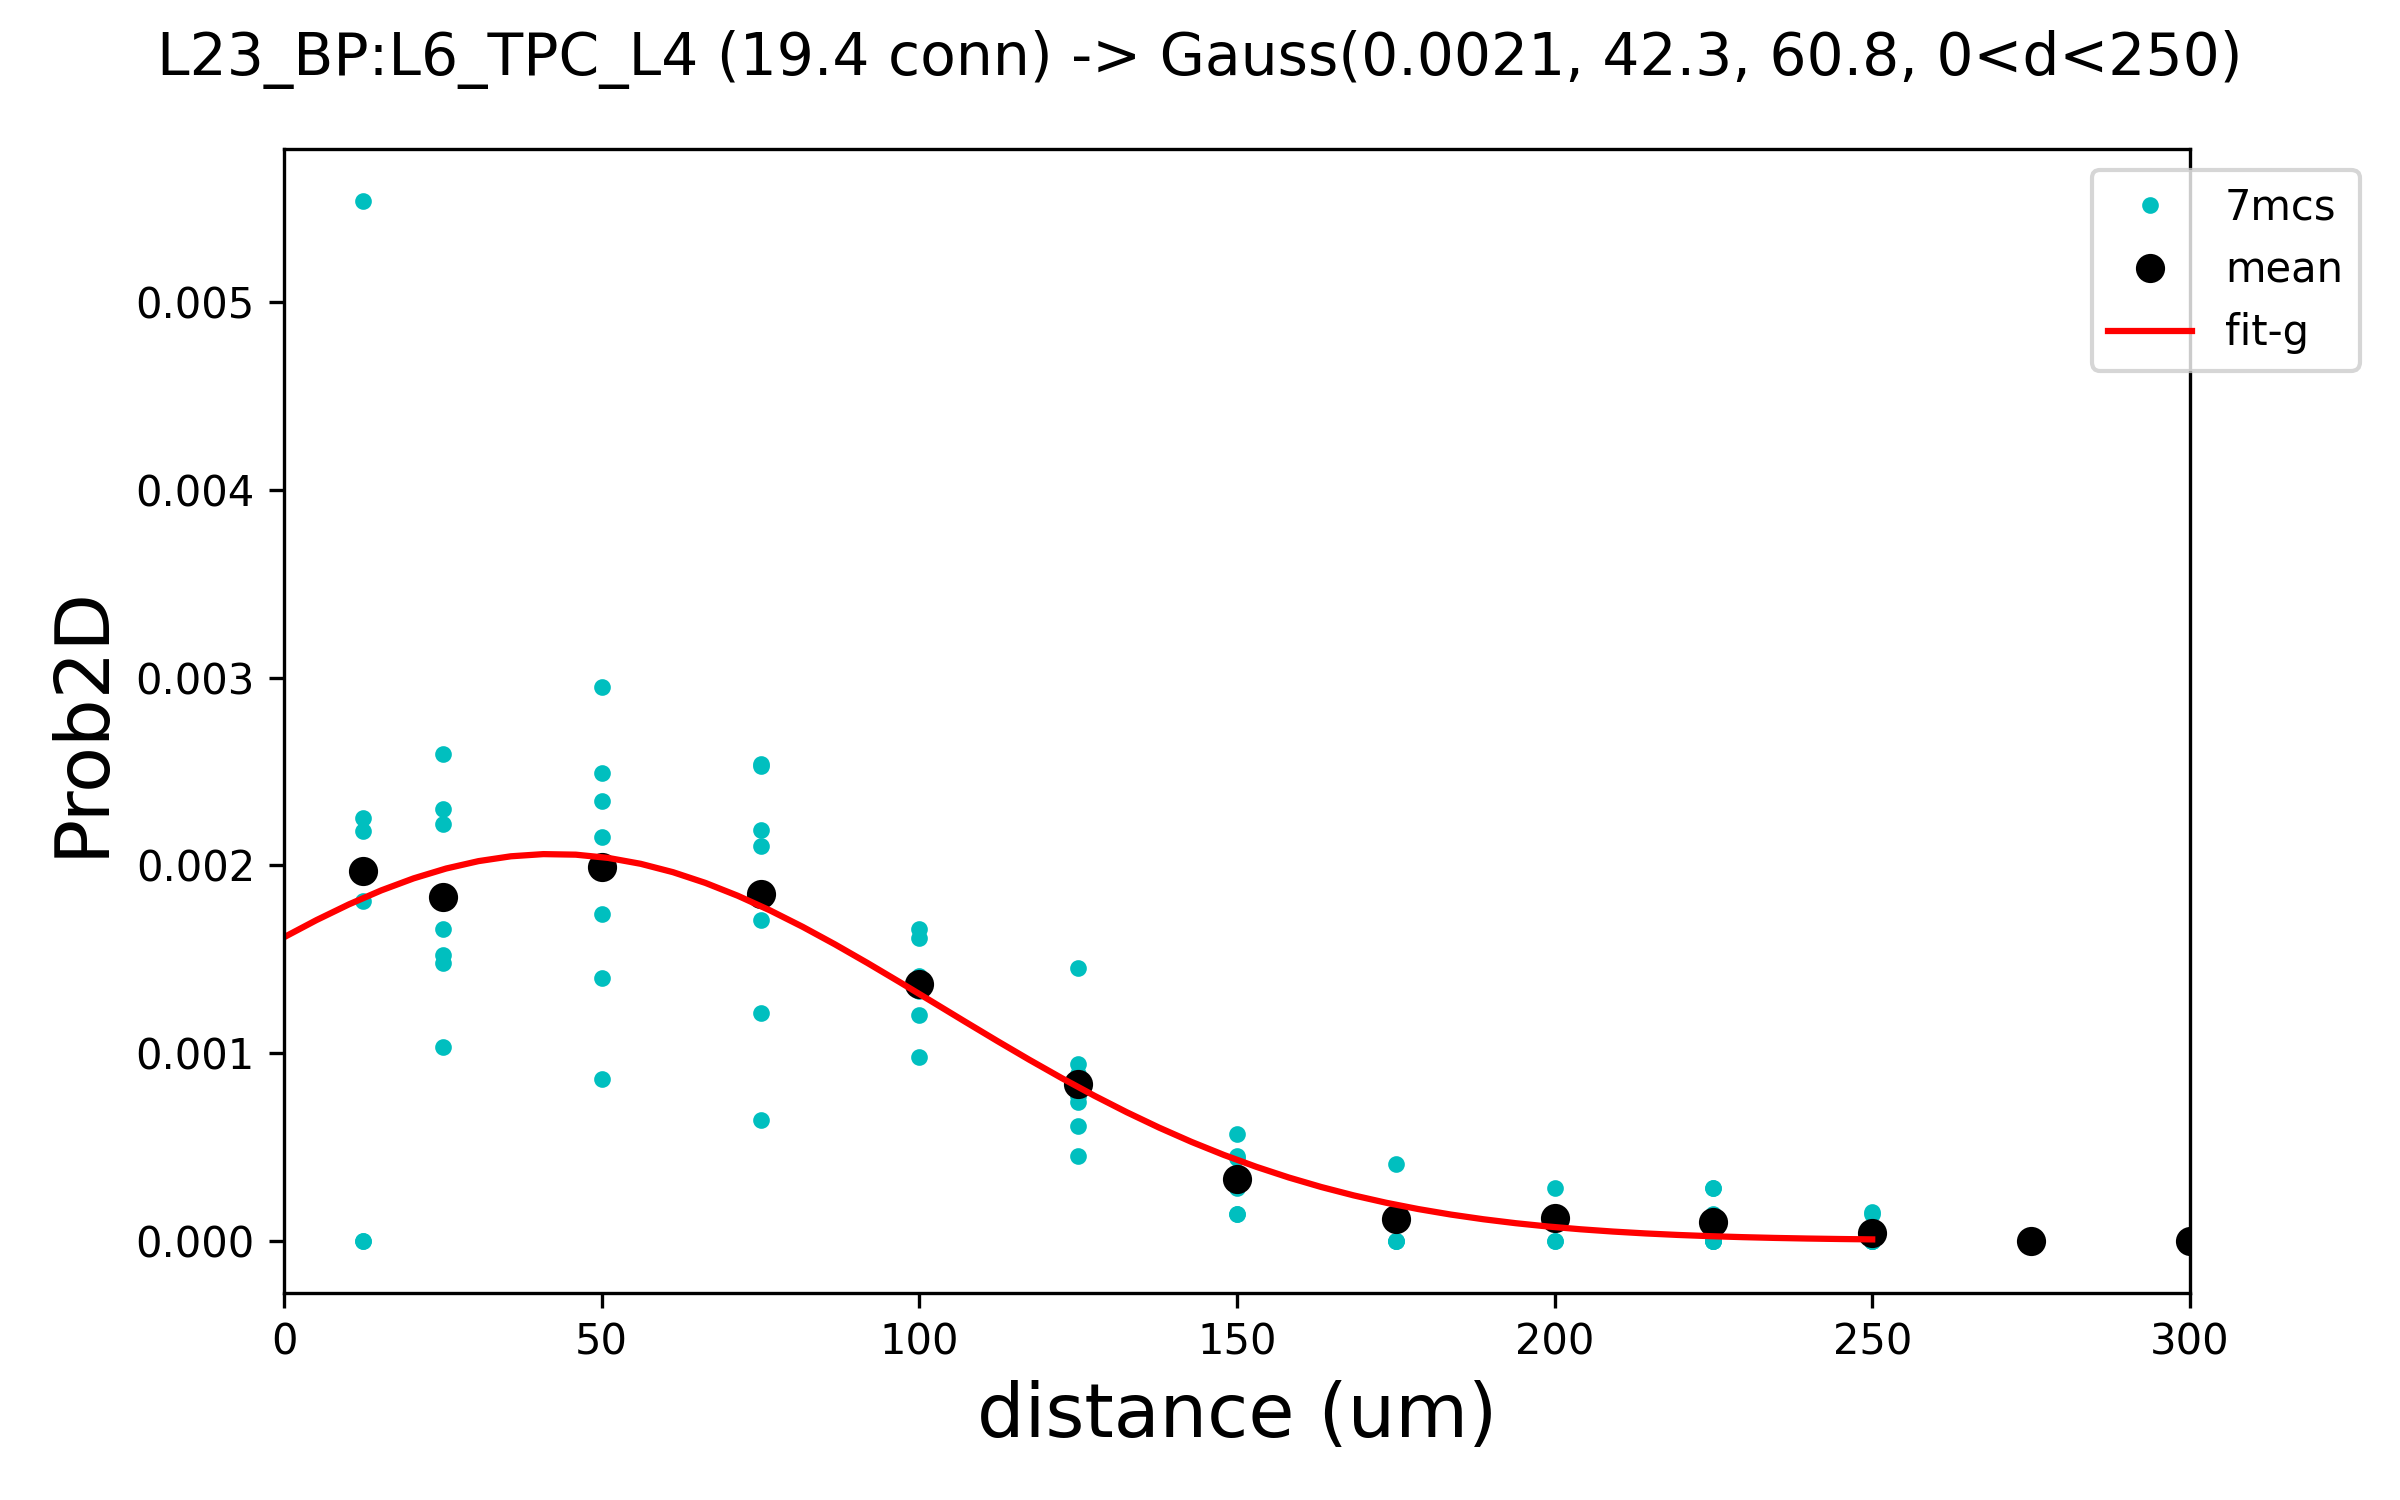 L23_BP:L6_TPC_L4 (19.4 conn) -> Gauss(0.0021, 42.3, 60.8, 0<d<250)
7mcs
mean
fit-g
0.005
0.004
0.003
0.002
0.001
0.000
Prob2D
0 50 100 150 200 250 300
distance (um)